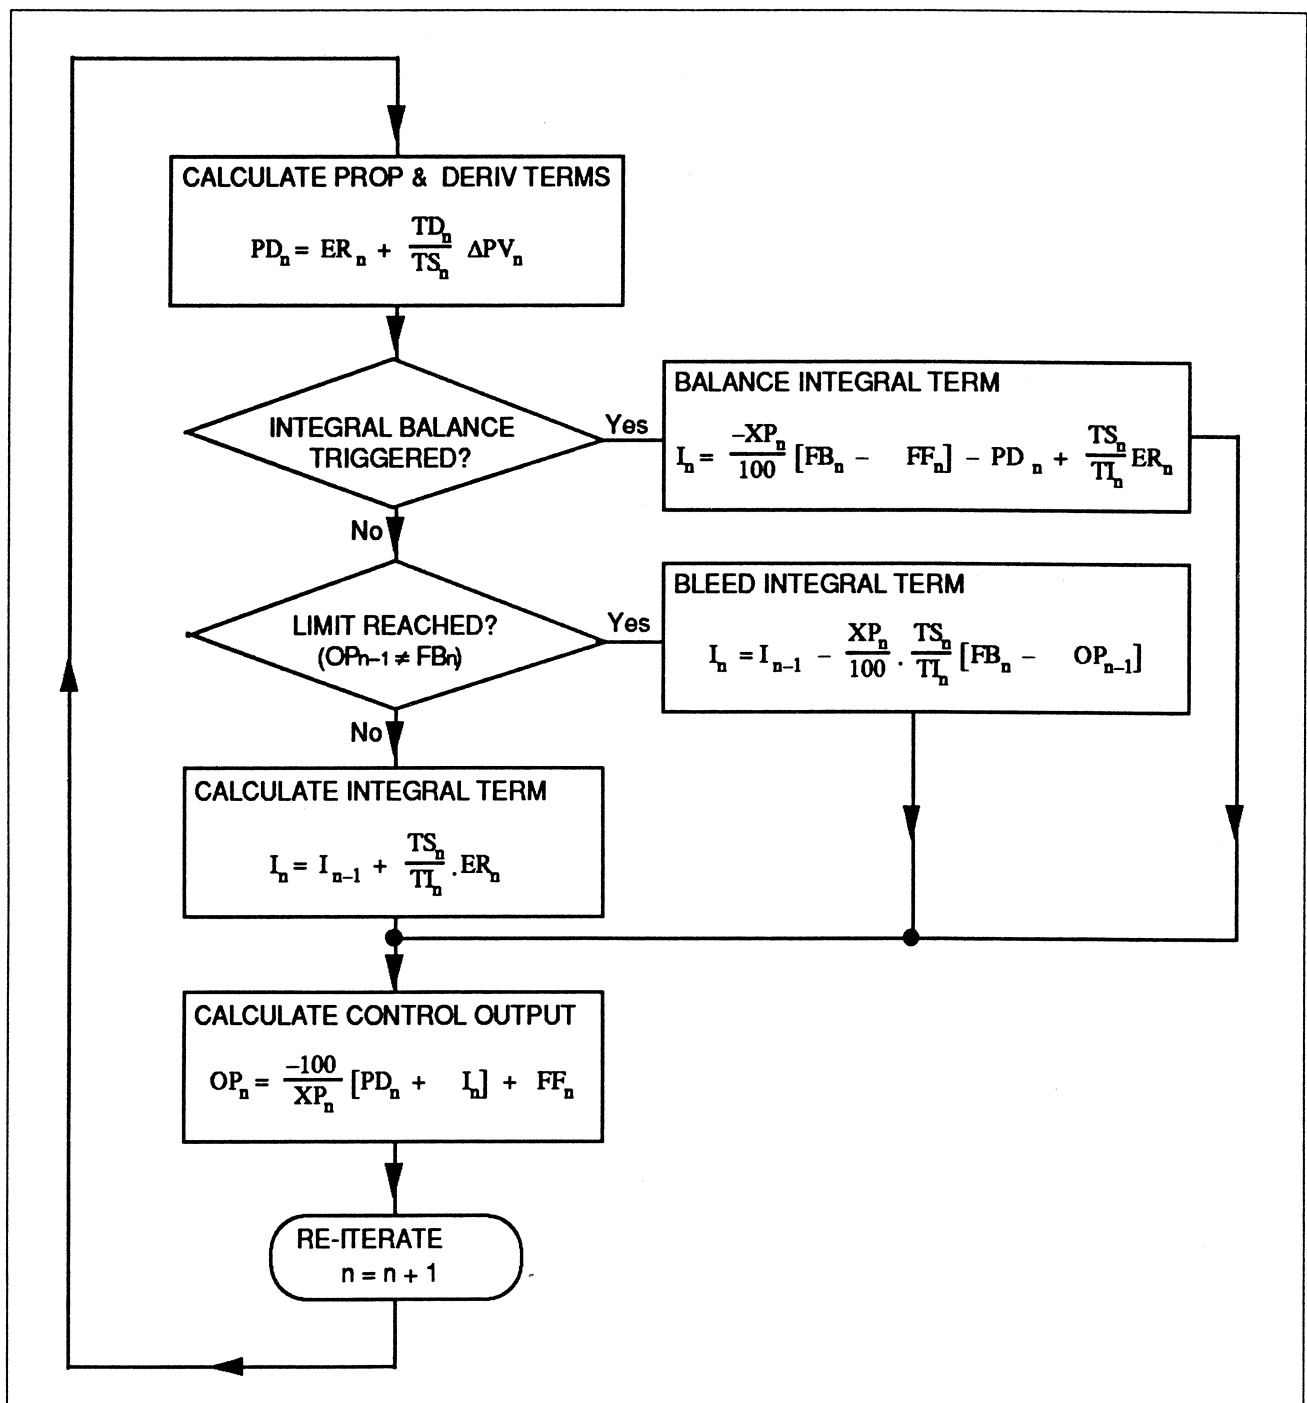 CALCULATE PROP & DERIV TERMS
PDₙ = ERₙ + TDₙ/TSₙ ΔPVₙ
INTEGRAL BALANCE
TRIGGERED?
Yes
BALANCE INTEGRAL TERM
Iₙ = -XPₙ/100 [FBₙ - FFₙ] - PDₙ + TSₙ/TIₙ ERₙ
No
LIMIT REACHED?
(OPₙ₋₁ ≠ FBₙ)
Yes
BLEED INTEGRAL TERM
Iₙ = Iₙ₋₁ - XPₙ/100 . TSₙ/TIₙ [FBₙ - OPₙ₋₁]
No
CALCULATE INTEGRAL TERM
Iₙ = Iₙ₋₁ + TSₙ/TIₙ . ERₙ
CALCULATE CONTROL OUTPUT
OPₙ = -100/XPₙ [PDₙ + Iₙ] + FFₙ
RE-ITERATE
n = n + 1